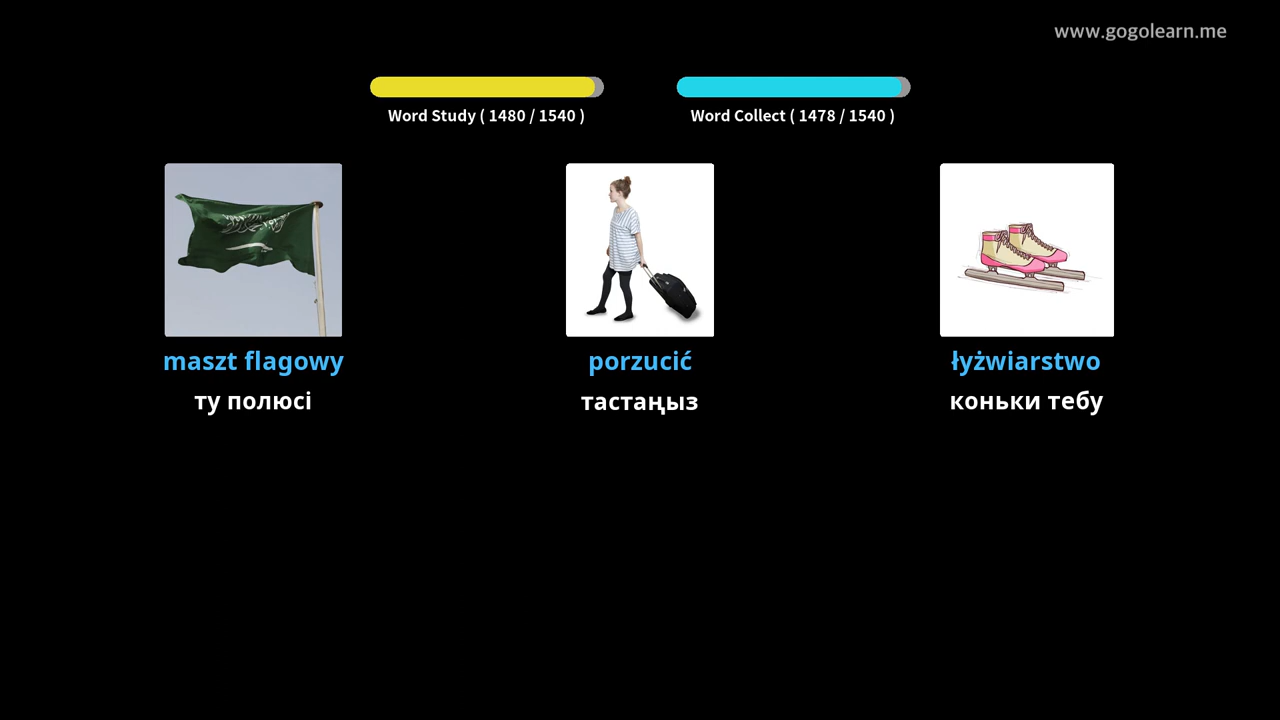 www.gogolearn.me
Word Study ( 1480 / 1540 )
Word Collect ( 1478 / 1540 )
maszt flagowy
porzucić
łyżwiarstwo
ту полюсі
тастаңыз
коньки тебу